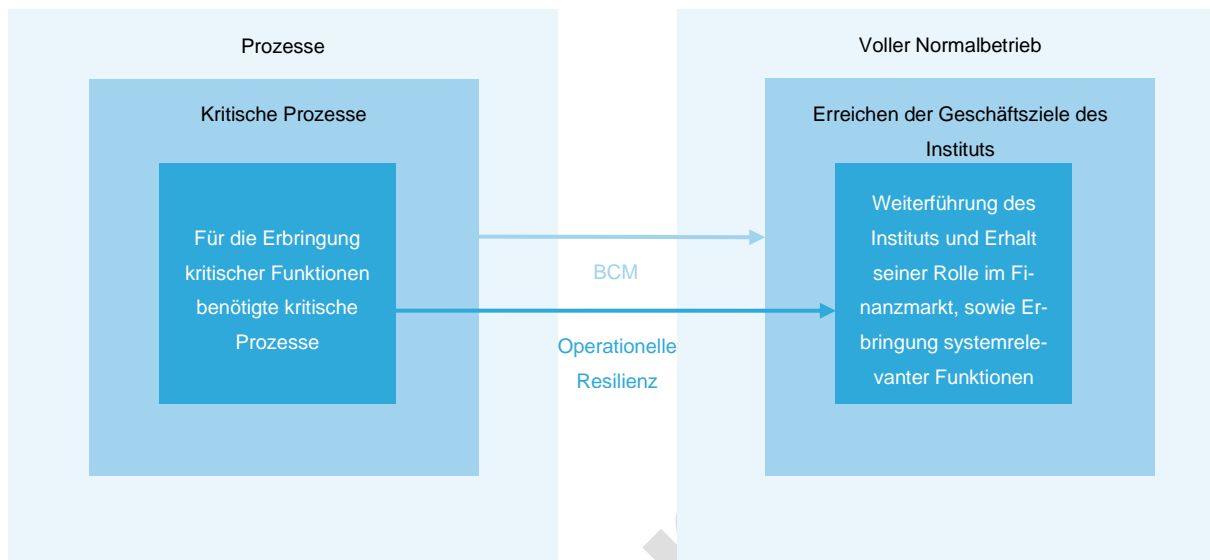 Prozesse
Kritische Prozesse
Für die Erbringung
kritischer Funktionen
benötigte kritische
Prozesse
BCM
Operationelle
Resilienz
Voller Normalbetrieb
Erreichen der Geschäftsziele des
Instituts
Weiterführung des
Instituts und Erhalt
seiner Rolle im Fi-
nanzmarkt, sowie Er-
bringung systemrele-
vanter Funktionen